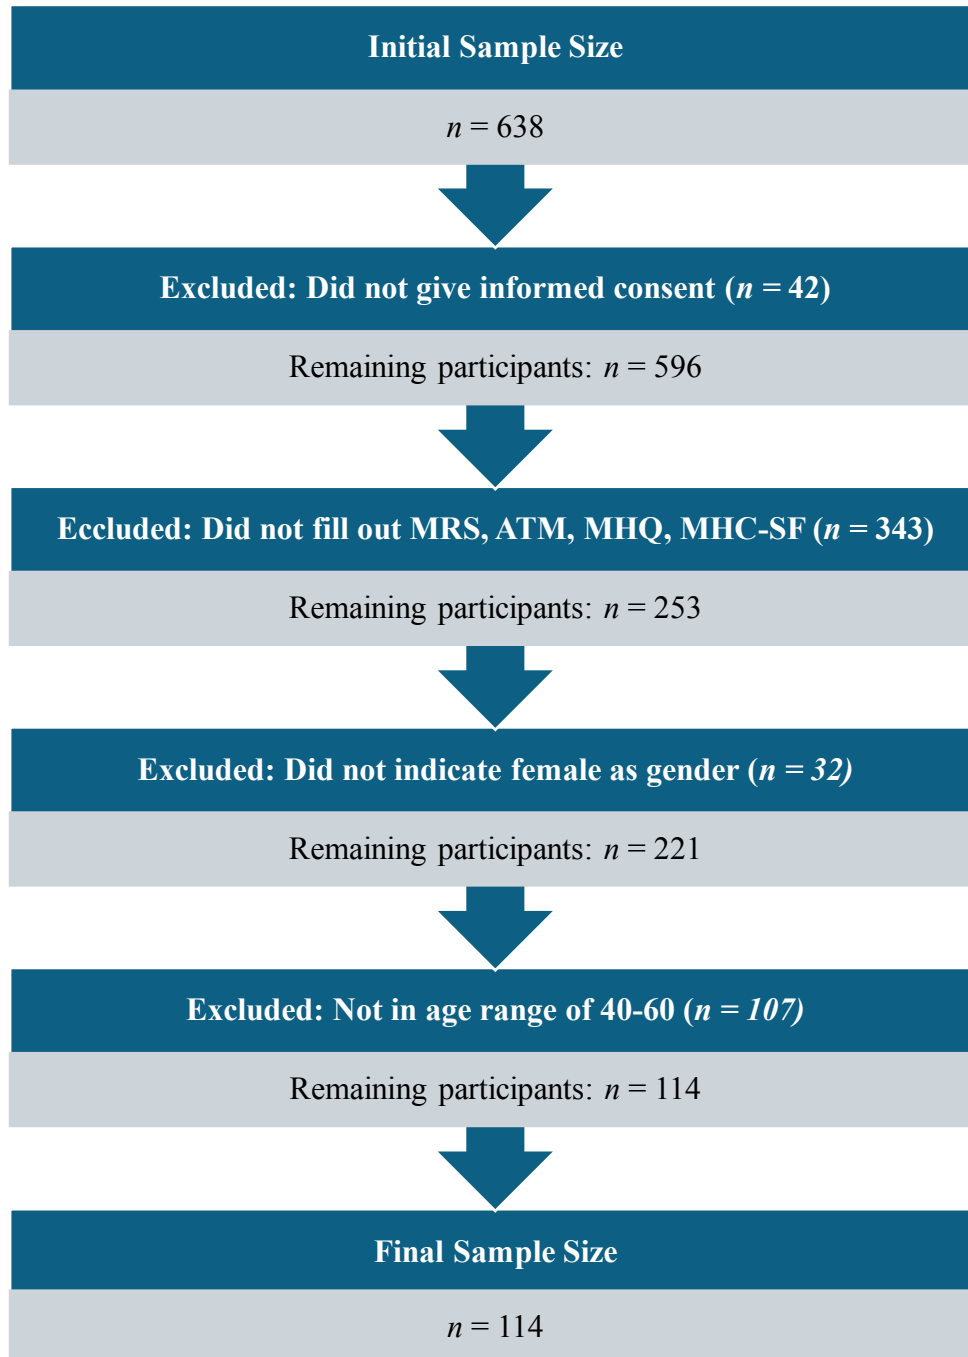 Initial Sample Size
n = 638
Excluded: Did not give informed consent (n = 42)
Remaining participants: n = 596
Eccluded: Did not fill out MRS, ATM, MHQ, MHC-SF (n = 343)
Remaining participants: n = 253
Excluded: Did not indicate female as gender (n = 32)
Remaining participants: n = 221
Excluded: Not in age range of 40-60 (n = 107)
Remaining participants: n = 114
Final Sample Size
n = 114